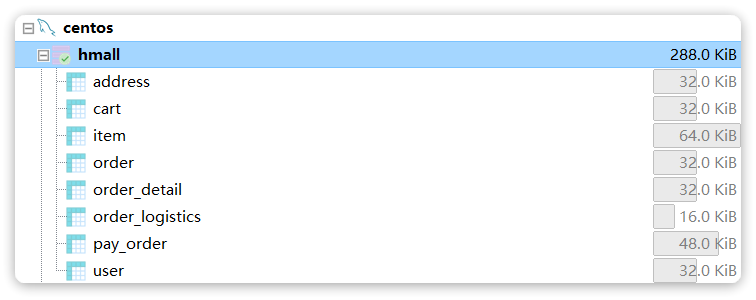 centos
hmall 288.0 KiB
address 32.0 KiB
cart 32.0 KiB
item 64.0 KiB
order 32.0 KiB
order_detail 32.0 KiB
order_logistics 16.0 KiB
pay_order 48.0 KiB
user 32.0 KiB